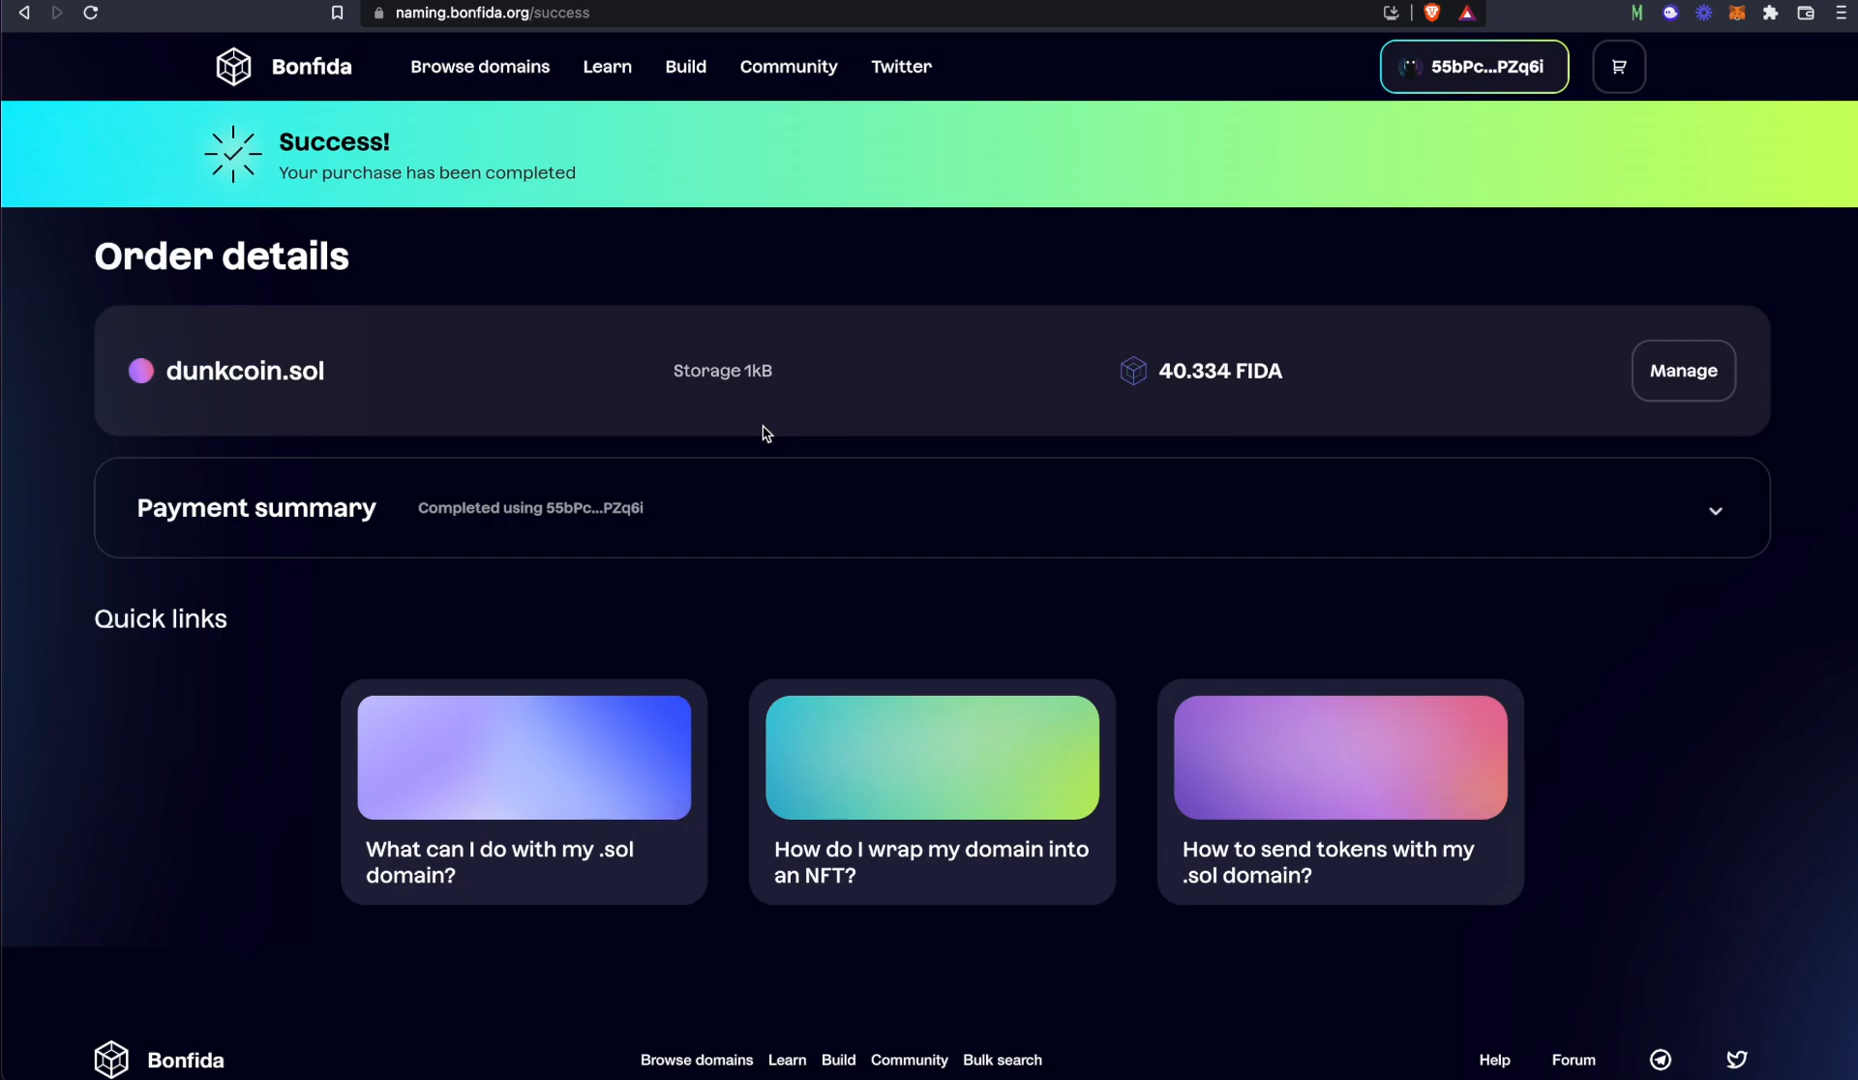 naming.bonfida.org/success
Bonfida
Browse domains
Learn
Build
Community
Twitter
55bPc...PZq6i
Success!
Your purchase has been completed
Order details
dunkcoin.sol
Storage 1kB
40.334 FIDA
Manage
Payment summary
Completed using 55bPc...PZq6i
Quick links
What can I do with my .sol
domain?
How do I wrap my domain into
an NFT?
How to send tokens with my
.sol domain?
Bonfida
Browse domains
Learn
Build
Community
Bulk search
Help
Forum